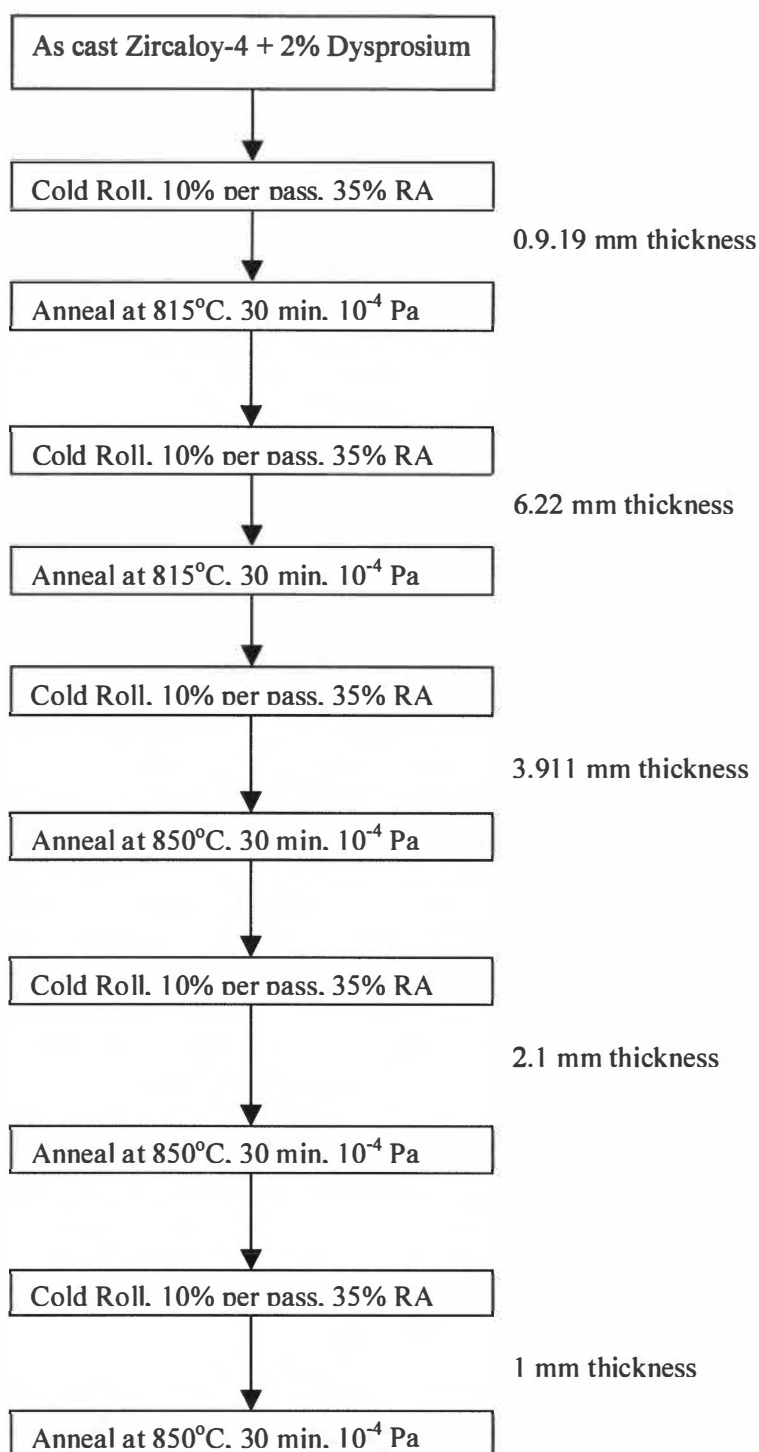 As cast Zircaloy-4 + 2% Dysprosium
Cold Roll, 10% per pass, 35% RA
0.9.19 mm thickness
Anneal at 815°C, 30 min, 10⁻⁴ Pa
Cold Roll, 10% per pass, 35% RA
6.22 mm thickness
Anneal at 815°C, 30 min, 10⁻⁴ Pa
Cold Roll, 10% per pass, 35% RA
3.911 mm thickness
Anneal at 850°C, 30 min, 10⁻⁴ Pa
Cold Roll, 10% per pass, 35% RA
2.1 mm thickness
Anneal at 850°C, 30 min, 10⁻⁴ Pa
Cold Roll, 10% per pass, 35% RA
1 mm thickness
Anneal at 850°C, 30 min, 10⁻⁴ Pa